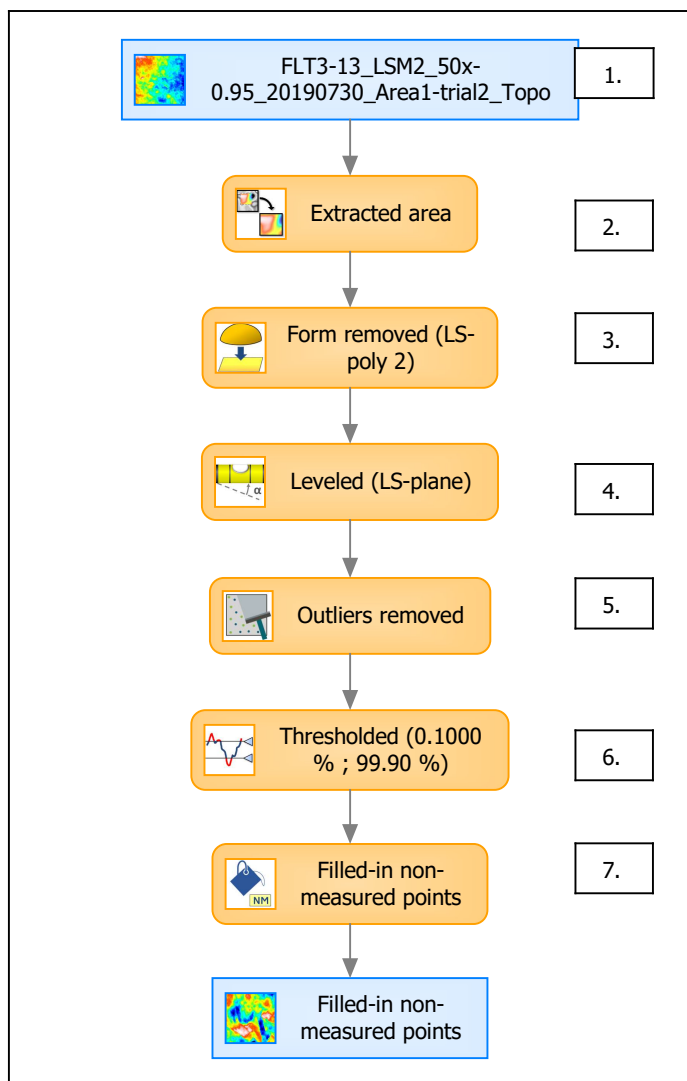 FLT3-13_LSM2_50x-
0.95_20190730_Area1-trial2_Topo
1.
Extracted area
2.
Form removed (LS-
poly 2)
3.
Leveled (LS-plane)
α
4.
Outliers removed
5.
Thresholded (0.1000
% ; 99.90 %)
6.
Filled-in non-
measured points
NM
7.
Filled-in non-
measured points